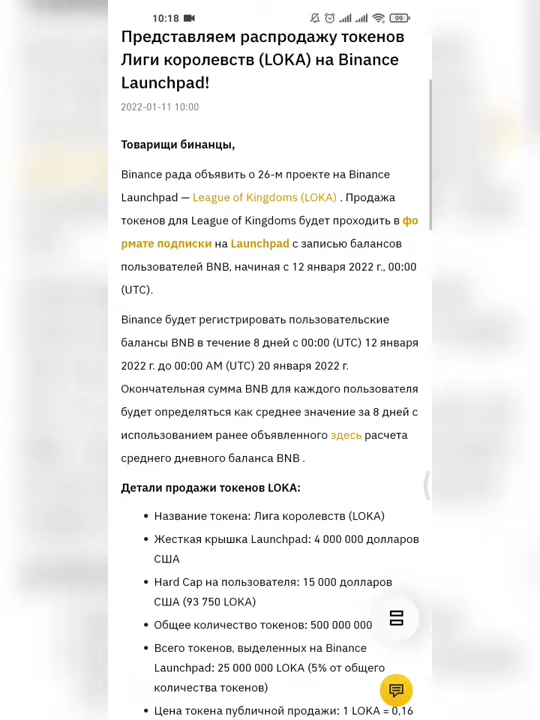 10:18
99
Представляем распродажу токенов
Лиги королевств (LOKA) на Binance
Launchpad!
2022-01-11 10:00
Товарищи бинанцы,
Binance рада объявить о 26-м проекте на Binance
Launchpad — League of Kingdoms (LOKA) . Продажа
токенов для League of Kingdoms будет проходить в фо
рмате подписки на Launchpad с записью балансов
пользователей BNB, начиная с 12 января 2022 г., 00:00
(UTC).
Binance будет регистрировать пользовательские
балансы BNB в течение 8 дней с 00:00 (UTC) 12 января
2022 г. до 00:00 AM (UTC) 20 января 2022 г.
Окончательная сумма BNB для каждого пользователя
будет определяться как среднее значение за 8 дней с
использованием ранее объявленного здесь расчета
среднего дневного баланса BNB .
Детали продажи токенов LOKA:
• Название токена: Лига королевств (LOKA)
• Жесткая крышка Launchpad: 4 000 000 долларов
США
• Hard Cap на пользователя: 15 000 долларов
США (93 750 LOKA)
• Общее количество токенов: 500 000 000
• Всего токенов, выделенных на Binance
Launchpad: 25 000 000 LOKA (5% от общего
количества токенов)
• Цена токена публичной продажи: 1 LOKA = 0,16